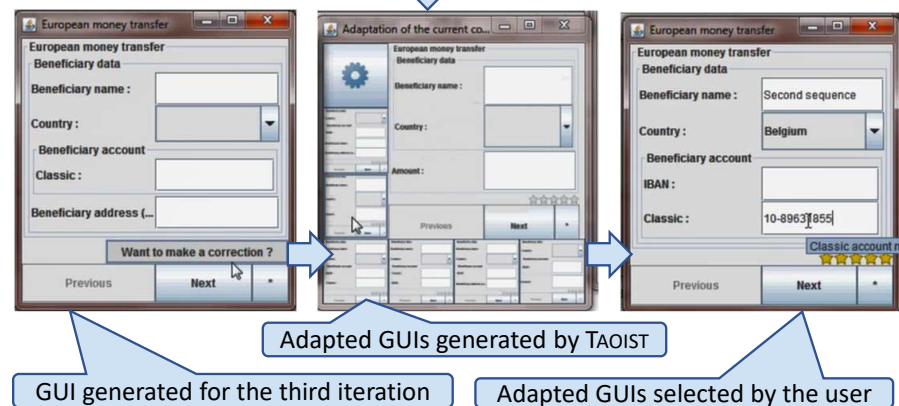 European money transfer
European money transfer
Beneficiary data
Beneficiary name :
Country :
Beneficiary account
Classic :
Beneficiary address (...
Want to make a correction ?
Previous
Next
*
Adaptation of the current co...
European money transfer
Beneficiary data
Beneficiary name :
Country :
Amount :
Previous
Next
*
European money transfer
European money transfer
Beneficiary data
Beneficiary name :
Second sequence
Country :
Belgium
Beneficiary account
IBAN :
Classic :
Classic account n
Previous
Next
*
Adapted GUIs generated by TAOIST
GUI generated for the third iteration
Adapted GUIs selected by the user